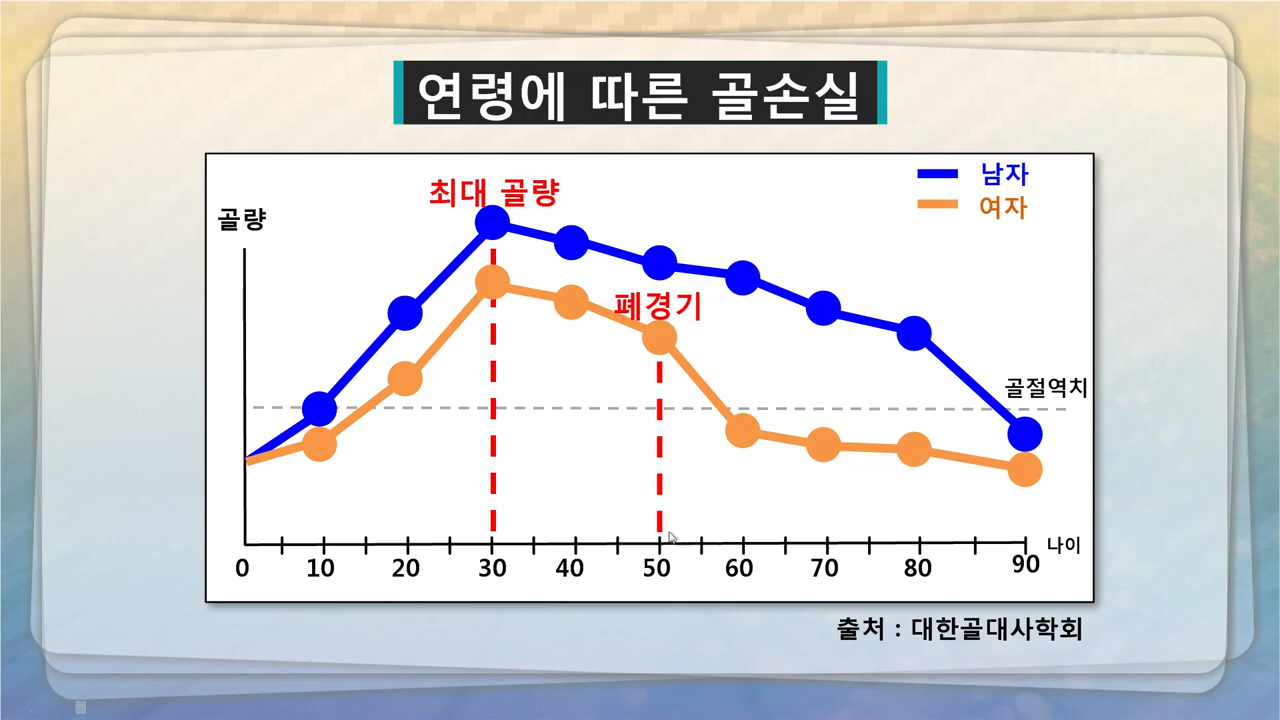 KBS
연령에 따른 골손실
남자
여자
최대 골량
골량
폐경기
골절역치
0 10 20 30 40 50 60 70 80 90
나이
출처 : 대한골대사학회